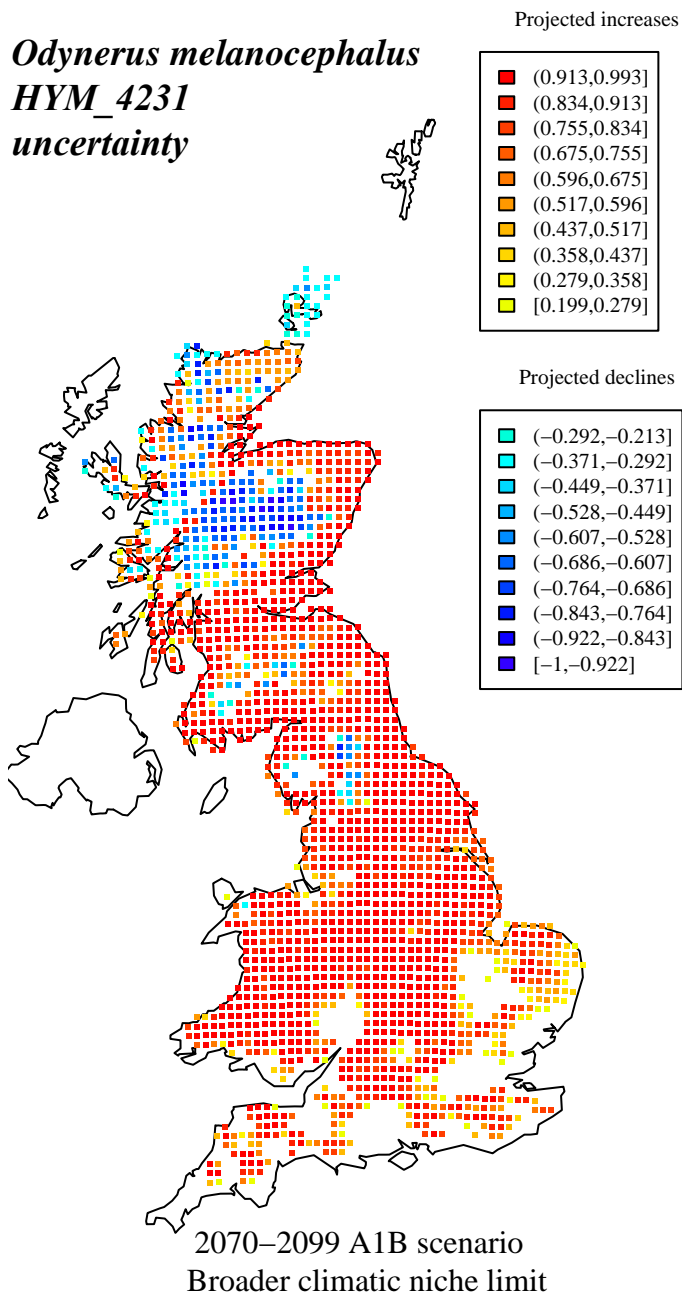 Odynerus melanocephalus
HYM_4231
uncertainty
Projected increases
(0.913,0.993]
(0.834,0.913]
(0.755,0.834]
(0.675,0.755]
(0.596,0.675]
(0.517,0.596]
(0.437,0.517]
(0.358,0.437]
(0.279,0.358]
[0.199,0.279]
Projected declines
(−0.292,−0.213]
(−0.371,−0.292]
(−0.449,−0.371]
(−0.528,−0.449]
(−0.607,−0.528]
(−0.686,−0.607]
(−0.764,−0.686]
(−0.843,−0.764]
(−0.922,−0.843]
[−1,−0.922]
2070−2099 A1B scenario
Broader climatic niche limit